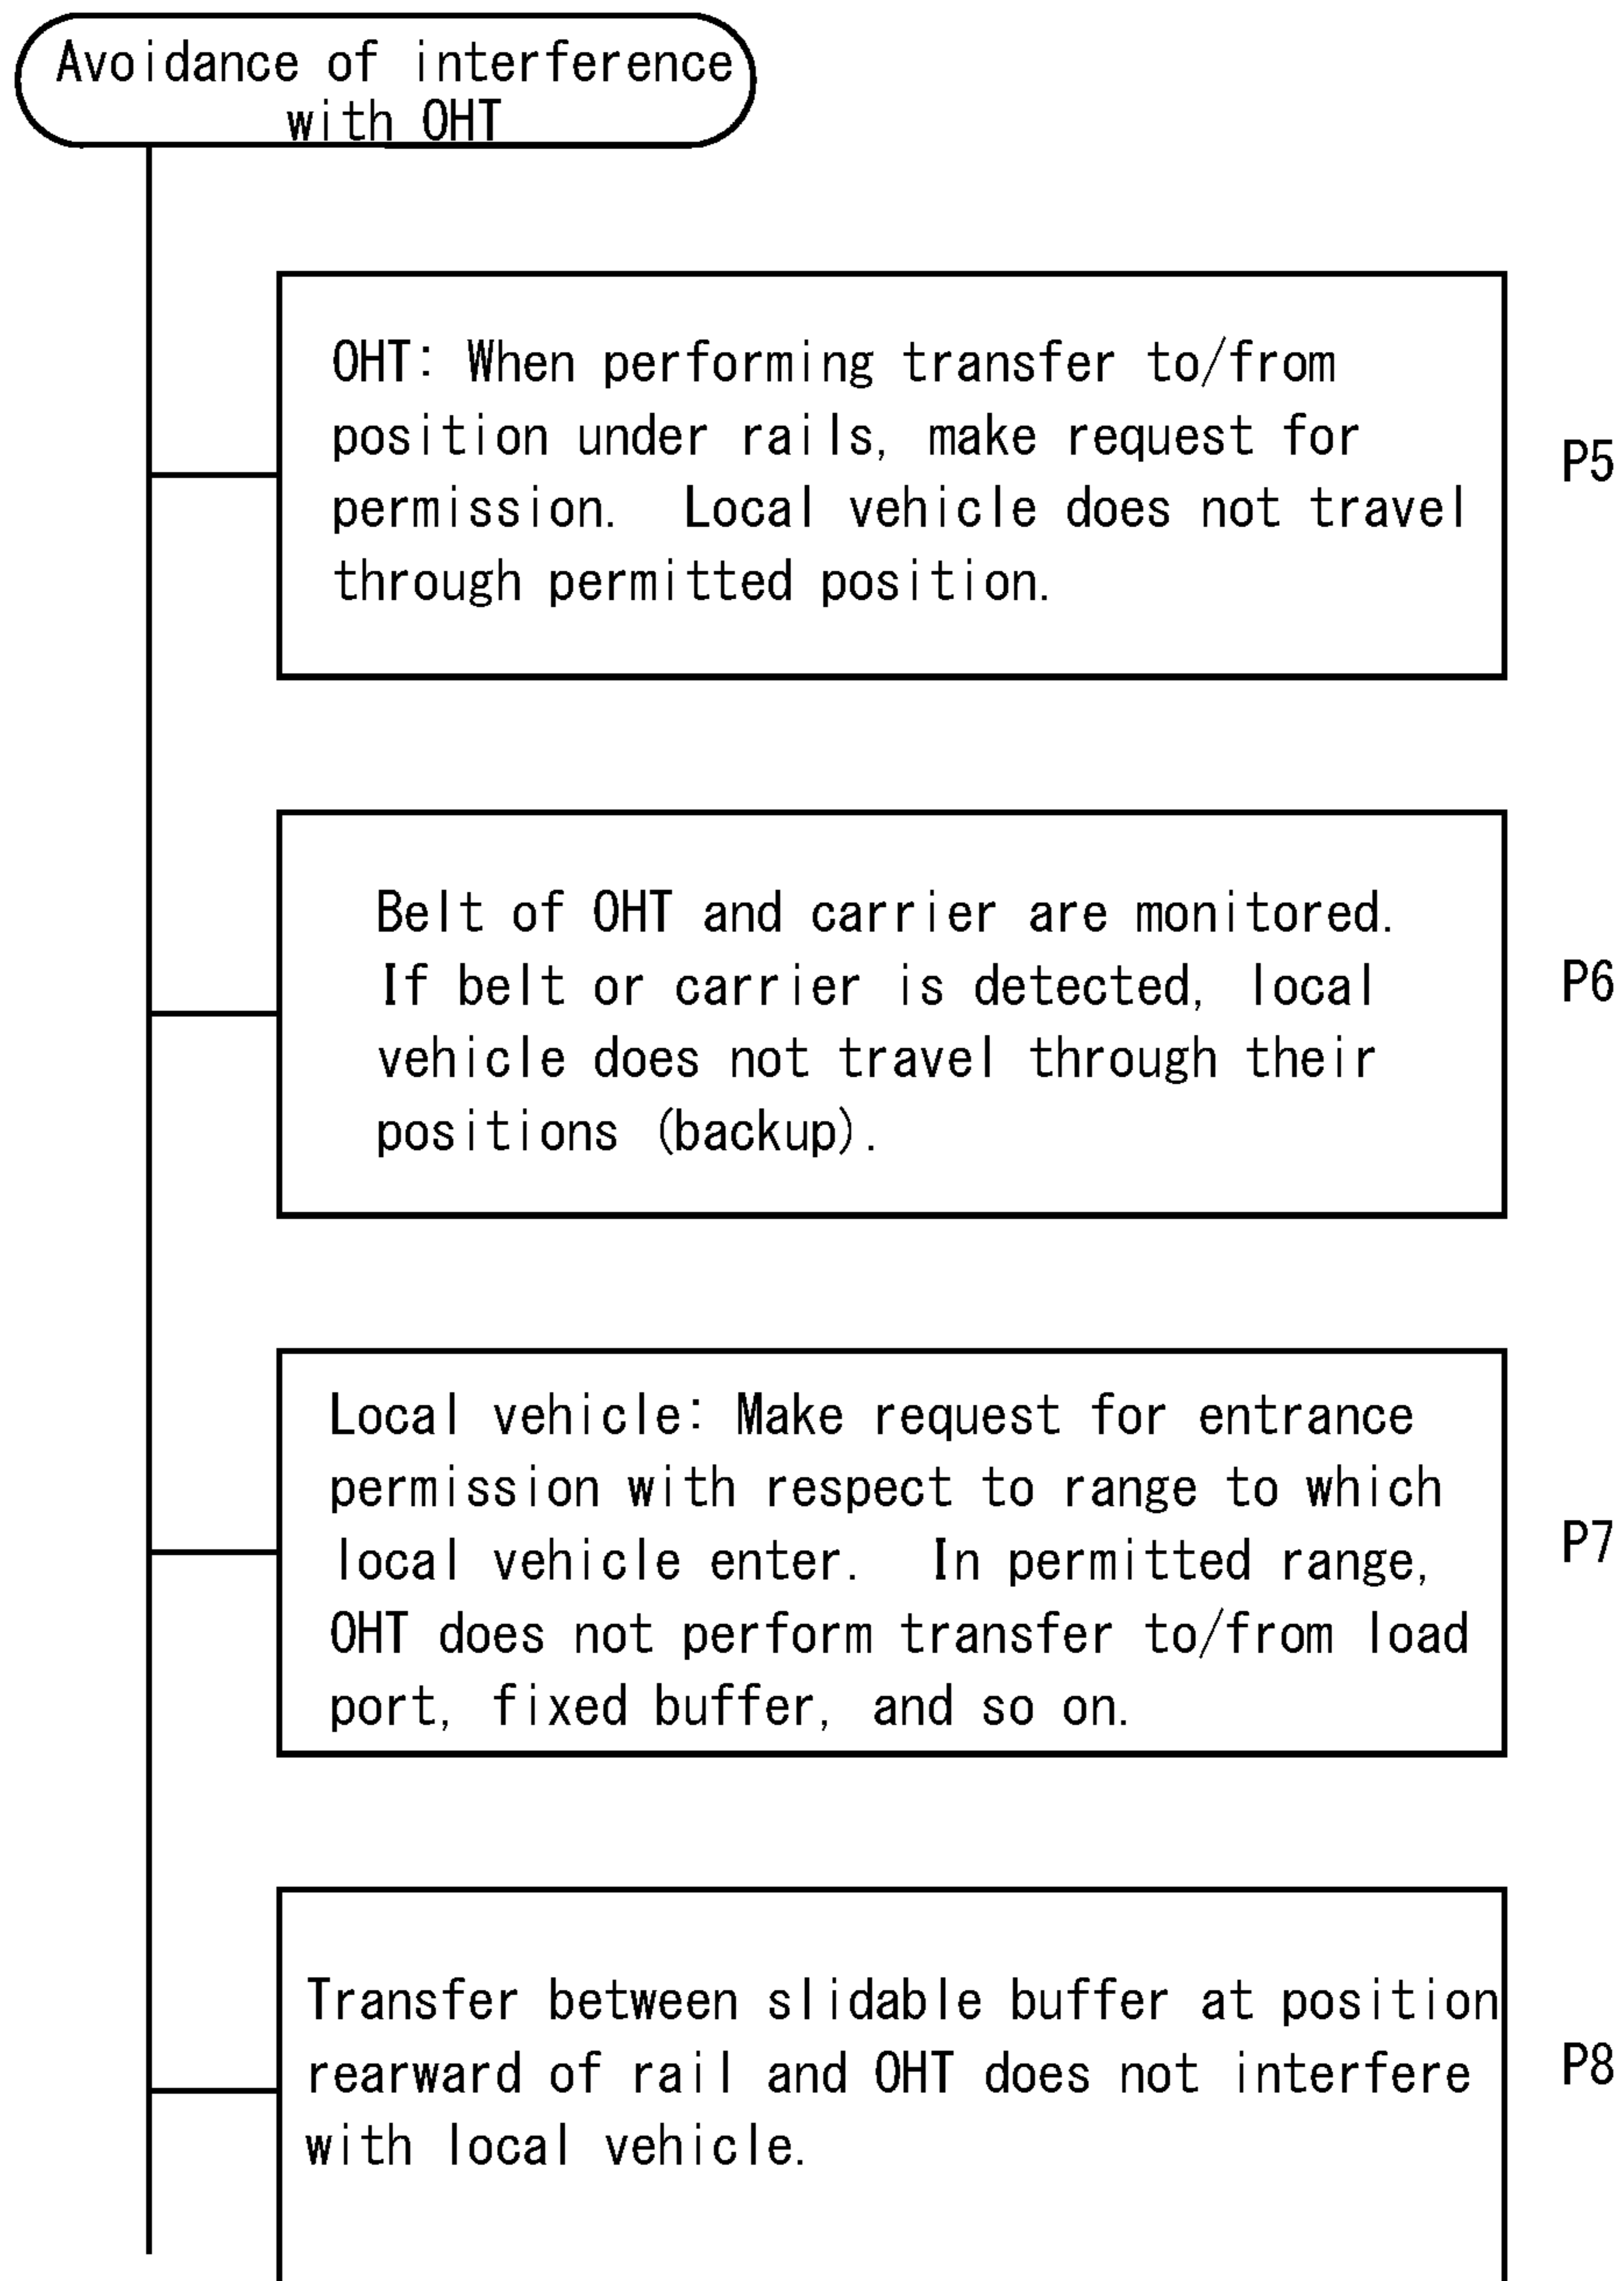 Avoidance of interference
with OHT
OHT: When performing transfer to/from
position under rails, make request for
permission. Local vehicle does not travel
through permitted position.
P5
Belt of OHT and carrier are monitored.
If belt or carrier is detected, local
vehicle does not travel through their
positions (backup).
P6
Local vehicle: Make request for entrance
permission with respect to range to which
local vehicle enter. In permitted range,
OHT does not perform transfer to/from load
port, fixed buffer, and so on.
P7
Transfer between slidable buffer at position
rearward of rail and OHT does not interfere
with local vehicle.
P8